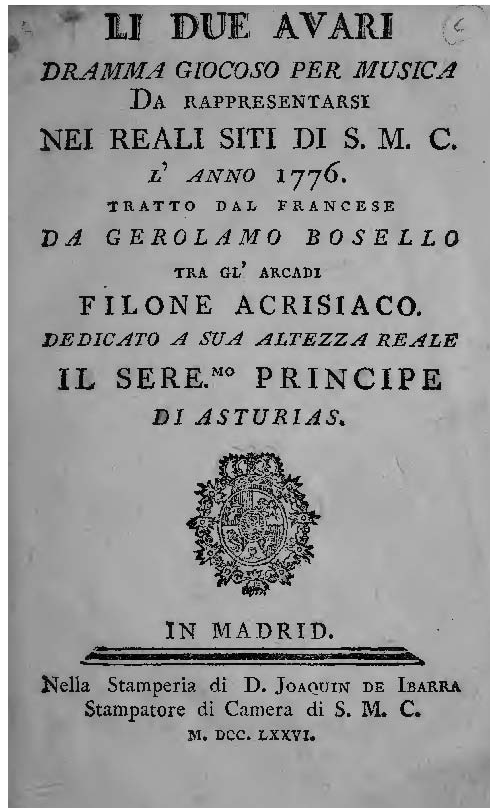 LI DUE AVARI
DRAMMA GIOCOSO PER MUSICA
DA RAPPRESENTARSI
NEI REALI SITI DI S. M. C.
L' ANNO 1776.
TRATTO DAL FRANCESE
DA GEROLAMO BOSELLO
TRA GL' ARCADI
FILONE ACRISIACO.
DEDICATO A SUA ALTEZZA REALE
IL SERE.MO PRINCIPE
DI ASTURIAS.
IN MADRID.
Nella Stamperia di D. JOAQUIN DE IBARRA
Stampatore di Camera di S. M. C.
M. DCC. LXXVI.